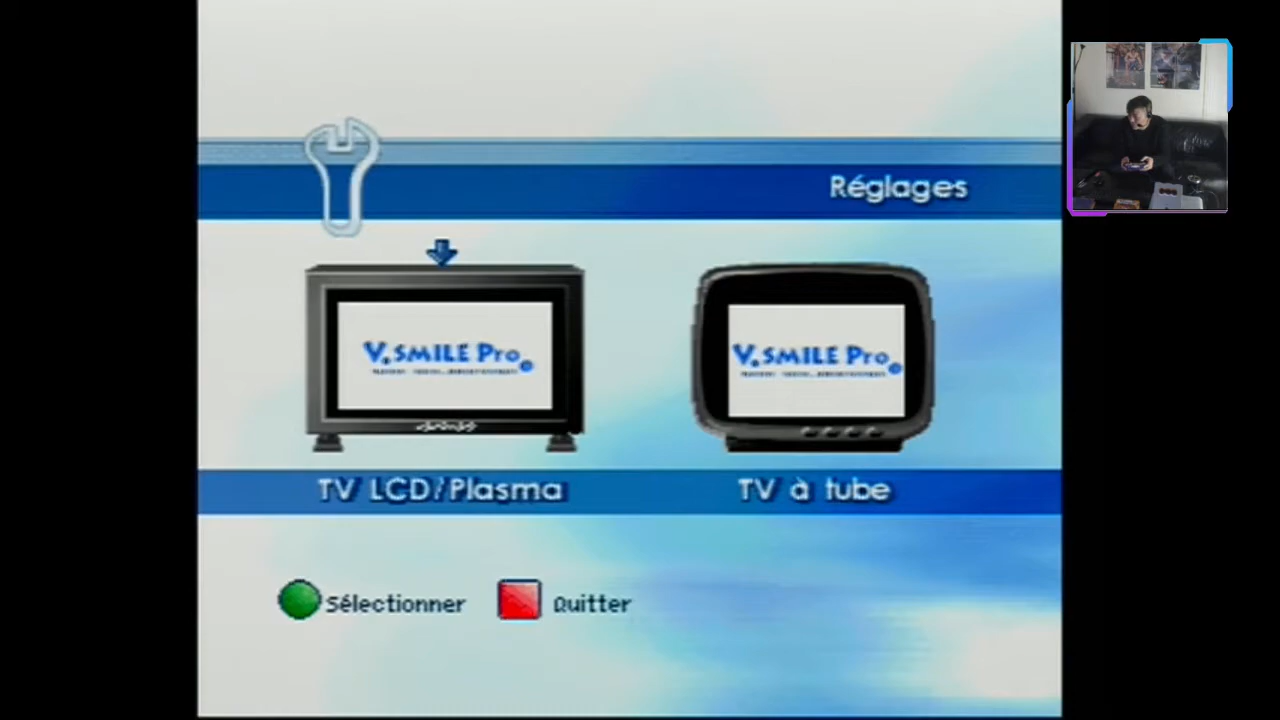 Réglages
V.SMILE Pro
V.SMILE Pro
TV LCD/Plasma
TV à tube
Sélectionner
Quitter